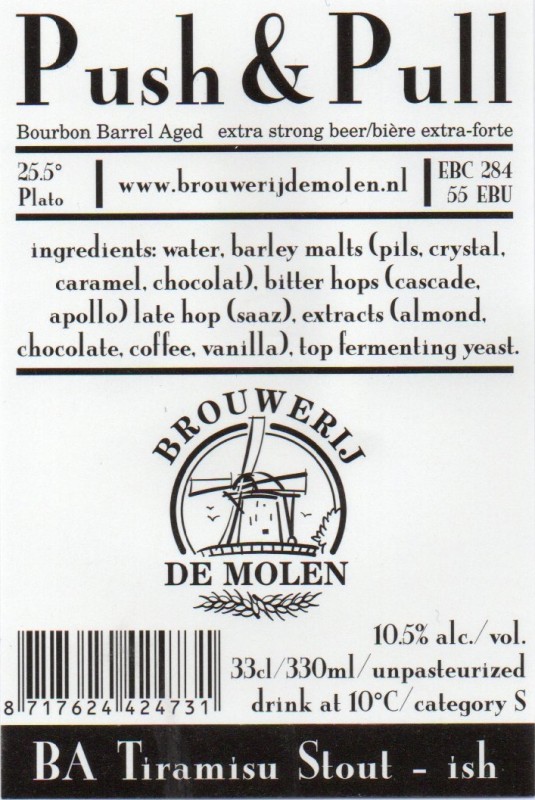 Push & Pull
Bourbon Barrel Aged extra strong beer/bière extra-forte
25.5°
Plato
www.brouwerijdemolen.nl
EBC 284
55 EBU
ingredients: water, barley malts (pils, crystal,
caramel, chocolat), bitter hops (cascade,
apollo) late hop (saaz), extracts (almond,
chocolate, coffee, vanilla), top fermenting yeast.
BROUWERIJ
DE MOLEN
10.5% alc./vol.
33cl/330ml/unpasteurized
drink at 10°C/category S
8 717624 424731
BA Tiramisu Stout - ish